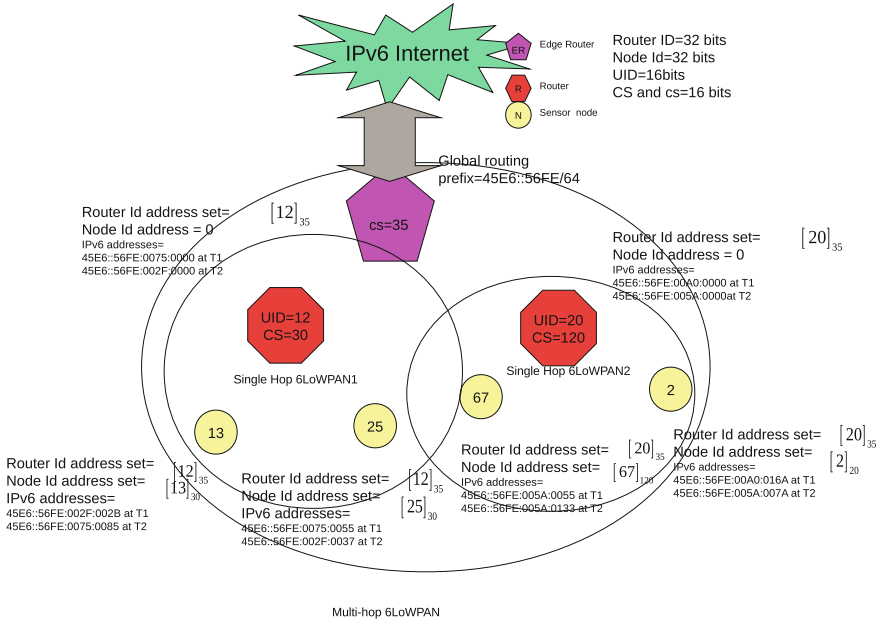 IPv6 Internet
ER
Edge Router
R
Router
N
Sensor node
Router ID=32 bits
Node Id=32 bits
UID=16bits
CS and cs=16 bits
Global routing
prefix=45E6::56FE/64
cs=35
Router Id address set= [12]35
Node Id address = 0
IPv6 addresses=
45E6::56FE:0075:0000 at T1
45E6::56FE:002F:0000 at T2
Router Id address set= [20]35
Node Id address = 0
IPv6 addresses=
45E6::56FE:00A0:0000 at T1
45E6::56FE:005A:0000at T2
UID=12
CS=30
UID=20
CS=120
Single Hop 6LoWPAN1
Single Hop 6LoWPAN2
13
25
67
2
Router Id address set= [12]35
Node Id address set= [13]30
IPv6 addresses=
45E6::56FE:002F:002B at T1
45E6::56FE:0075:0085 at T2
Router Id address set= [12]35
Node Id address set= [25]30
IPv6 addresses=
45E6::56FE:0075:0055 at T1
45E6::56FE:002F:0037 at T2
Router Id address set= [20]35
Node Id address set= [67]120
IPv6 addresses=
45E6::56FE:005A:0055 at T1
45E6::56FE:005A:0133 at T2
Router Id address set= [20]35
Node Id address set= [2]20
IPv6 addresses=
45E6::56FE:00A0:016A at T1
45E6::56FE:005A:007A at T2
Multi-hop 6LoWPAN